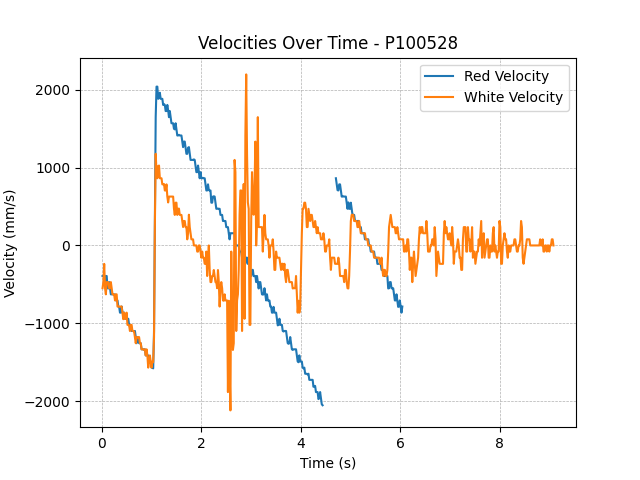 Velocities Over Time - P100528
Red Velocity
White Velocity
2000
1000
0
−1000
−2000
Velocity (mm/s)
0 2 4 6 8
Time (s)